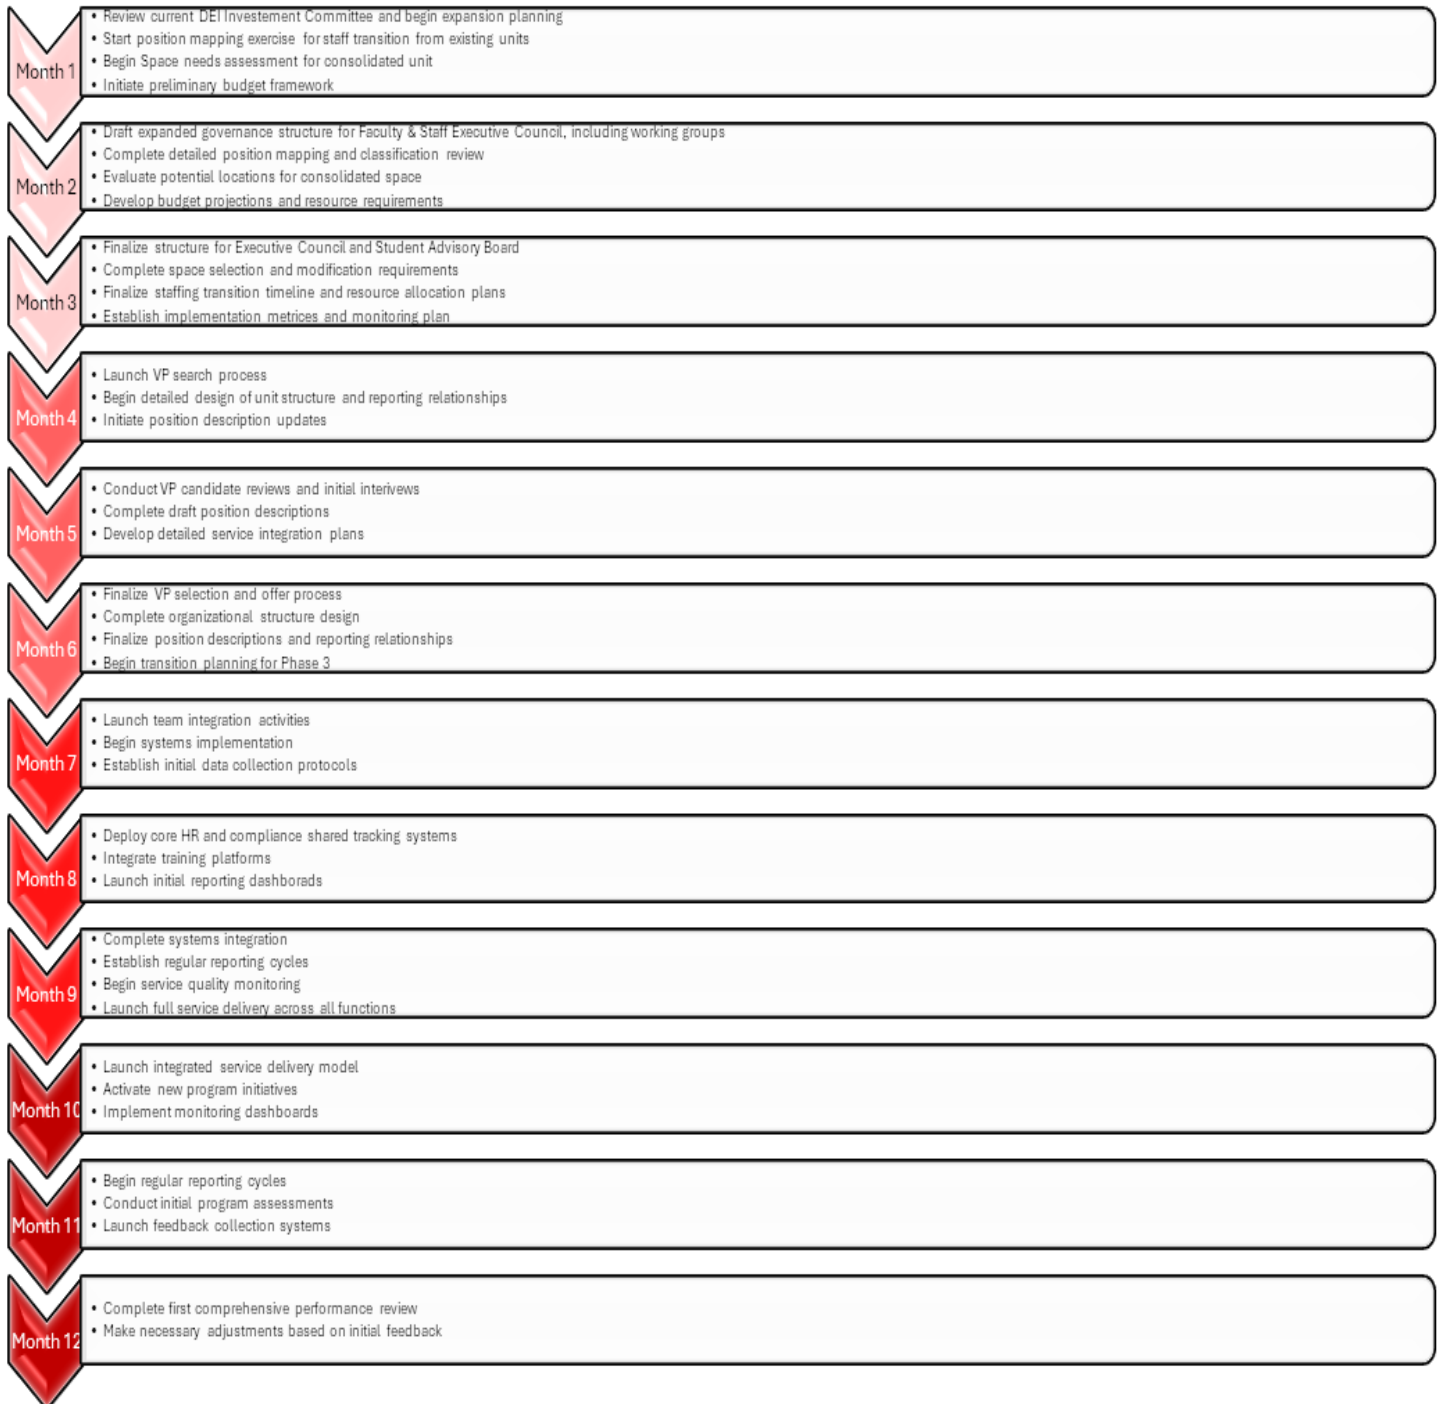 Month 1
• Review current DEI Investement Committee and begin expansion planning
• Start position mapping exercise for staff transition from existing units
• Begin Space needs assessment for consolidated unit
• Initiate preliminary budget framework
Month 2
• Draft expanded governance structure for Faculty & Staff Executive Council, including working groups
• Complete detailed position mapping and classification review
• Evaluate potential locations for consolidated space
• Develop budget projections and resource requirements
Month 3
• Finalize structure for Executive Council and Student Advisory Board
• Complete space selection and modification requirements
• Finalize staffing transition timeline and resource allocation plans
• Establish implementation metrices and monitoring plan
Month 4
• Launch VP search process
• Begin detailed design of unit structure and reporting relationships
• Initiate position description updates
Month 5
• Conduct VP candidate reviews and initial interivews
• Complete draft position descriptions
• Develop detailed service integration plans
Month 6
• Finalize VP selection and offer process
• Complete organizational structure design
• Finalize position descriptions and reporting relationships
• Begin transition planning for Phase 3
Month 7
• Launch team integration activities
• Begin systems implementation
• Establish initial data collection protocols
Month 8
• Deploy core HR and compliance shared tracking systems
• Integrate training platforms
• Launch initial reporting dashborads
Month 9
• Complete systems integration
• Establish regular reporting cycles
• Begin service quality monitoring
• Launch full service delivery across all functions
Month 10
• Launch integrated service delivery model
• Activate new program initiatives
• Implement monitoring dashboards
Month 11
• Begin regular reporting cycles
• Conduct initial program assessments
• Launch feedback collection systems
Month 12
• Complete first comprehensive performance review
• Make necessary adjustments based on initial feedback